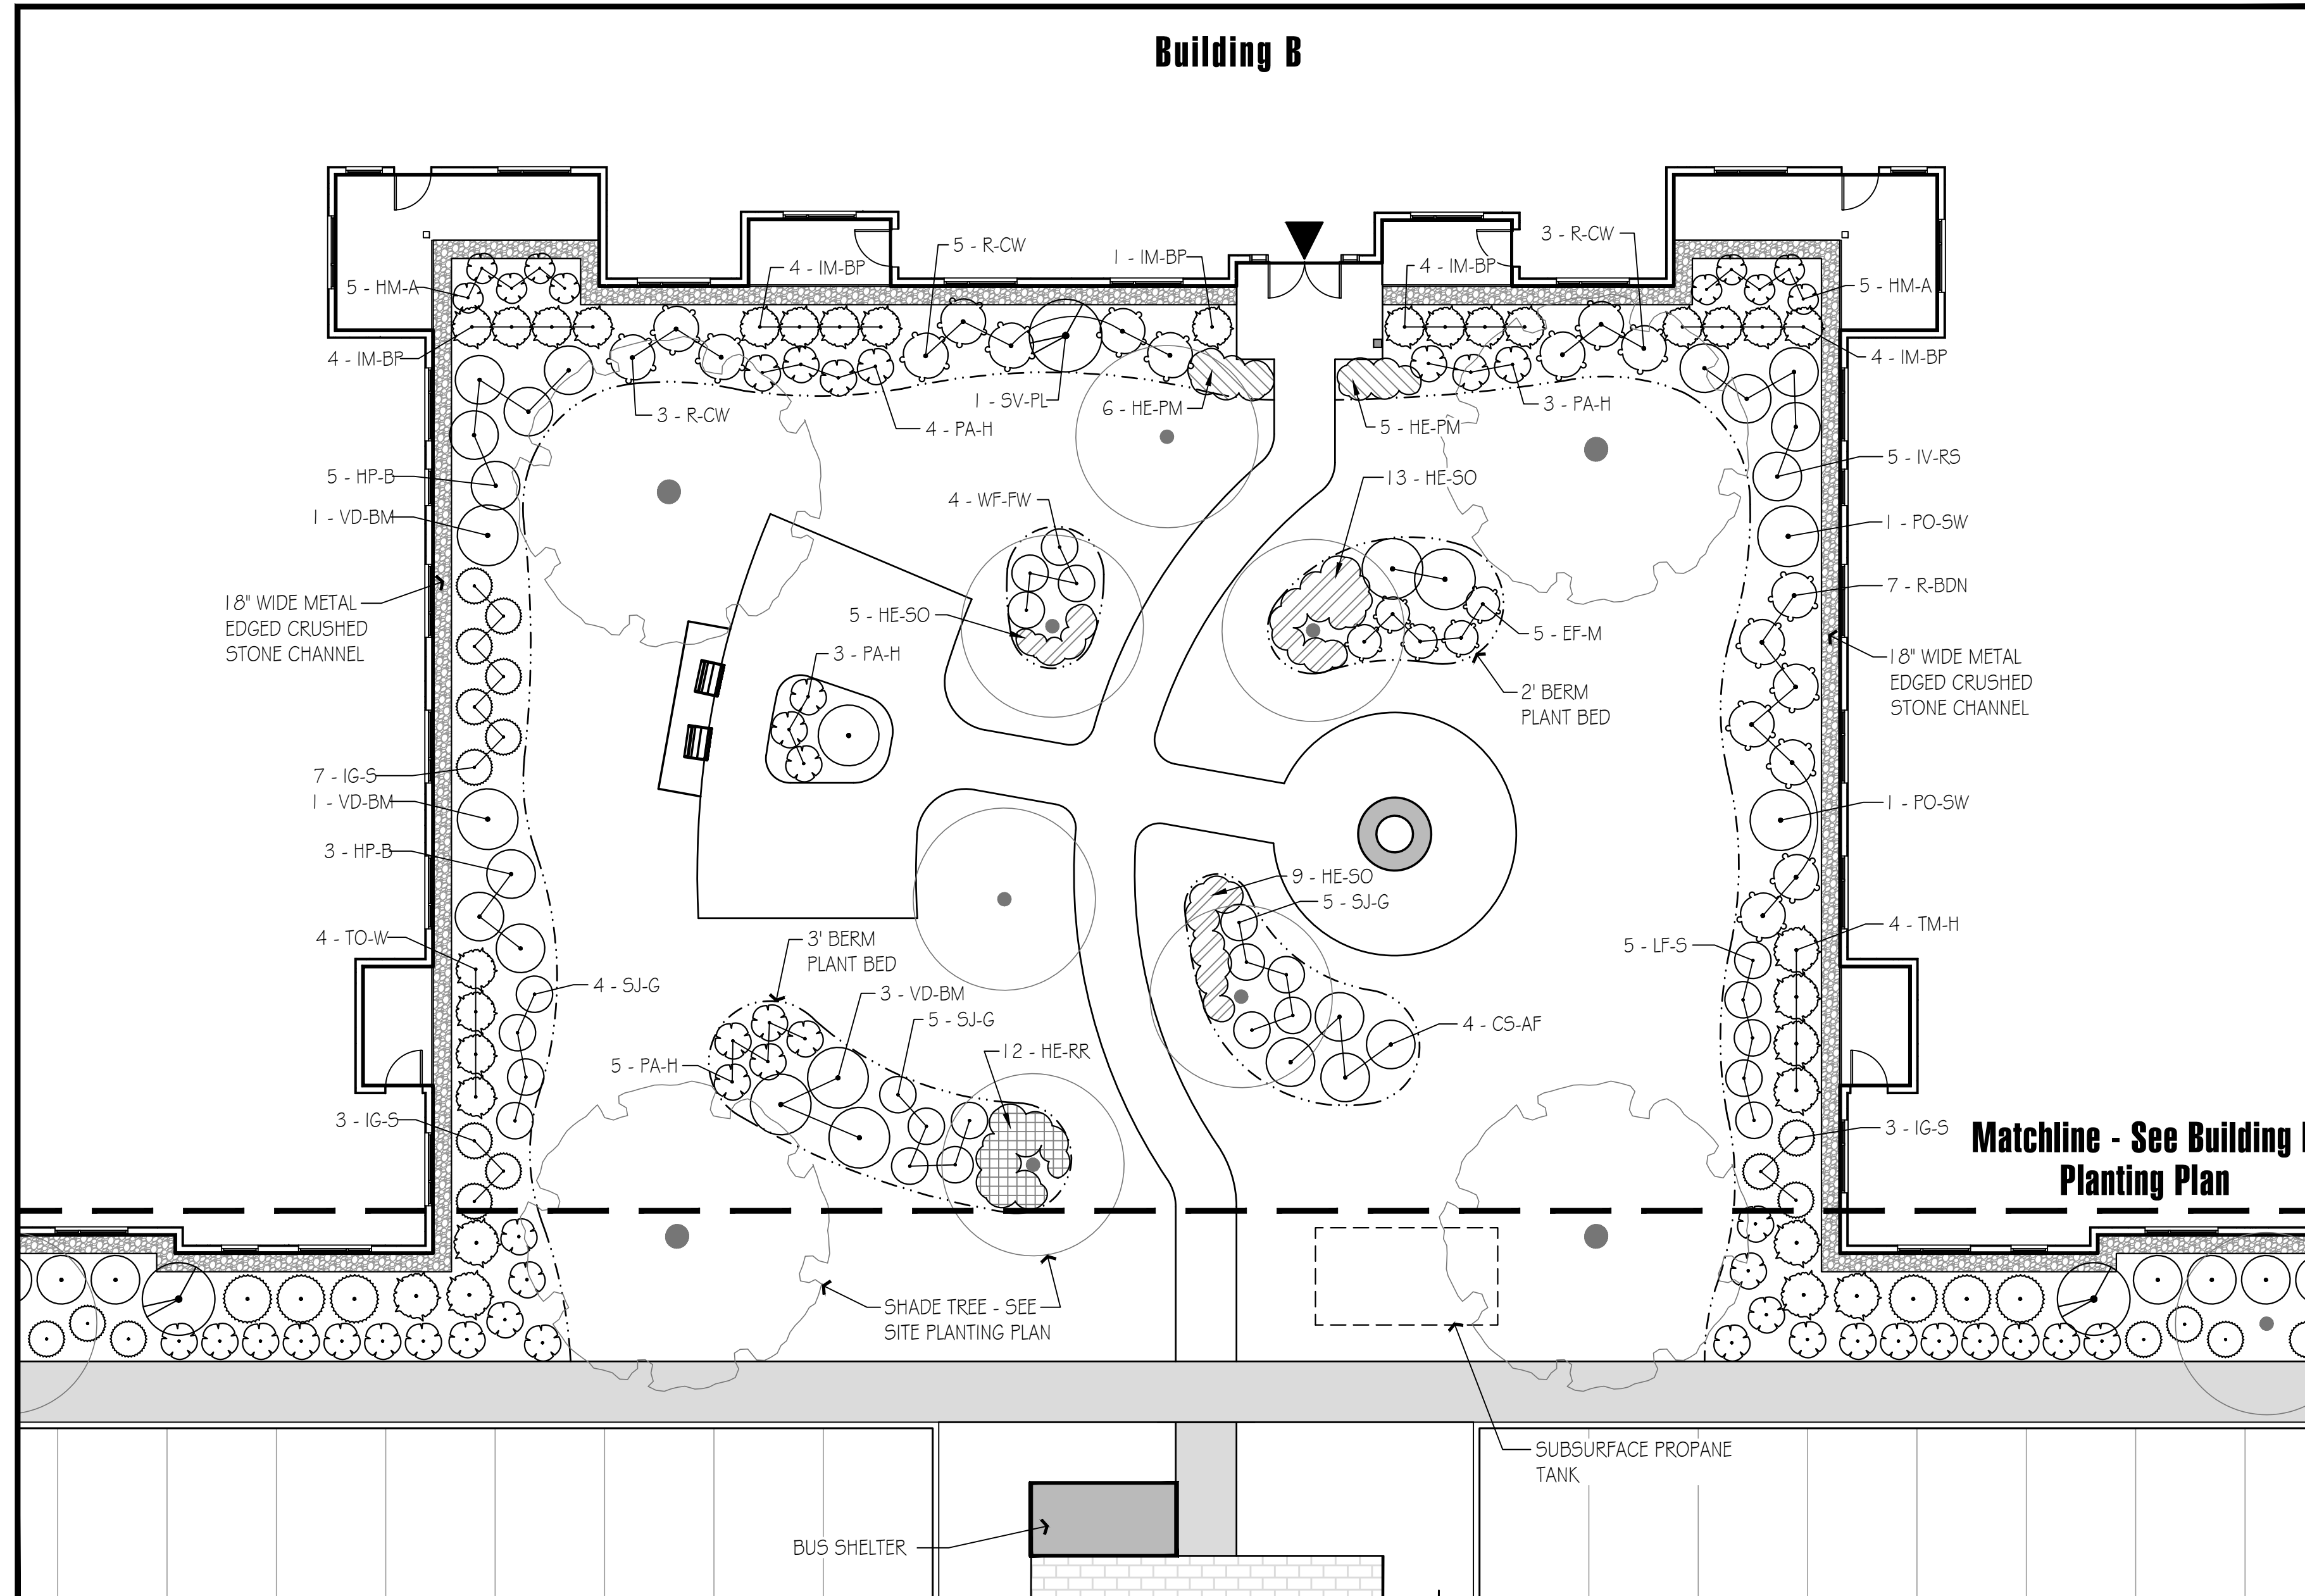 Building B
5 - R-CW
3 - R-CW
1 - IM-BP
4 - IM-BP
4 - IM-BP
5 - HM-A
5 - HM-A
4 - IM-BP
4 - IM-BP
3 - R-CW
1 - SV-PL
6 - HE-PM
4 - PA-H
3 - PA-H
5 - HE-PM
5 - HP-B
13 - HE-SO
5 - IV-RS
4 - WF-FW
1 - VD-BM
1 - PO-SW
7 - R-BDN
18" WIDE METAL
EDGED CRUSHED
STONE CHANNEL
5 - HE-SO
5 - EF-M
3 - PA-H
18" WIDE METAL
EDGED CRUSHED
STONE CHANNEL
2' BERM
PLANT BED
7 - IG-S
1 - VD-BM
1 - PO-SW
3 - HP-B
9 - HE-SO
5 - SJ-G
4 - TO-W
3' BERM
PLANT BED
5 - LF-S
4 - TM-H
4 - SJ-G
3 - VD-BM
5 - SJ-G
4 - CS-AF
12 - HE-RR
5 - PA-H
3 - IG-S
3 - IG-S
Matchline - See Building
Planting Plan
SHADE TREE - SEE
SITE PLANTING PLAN
SUBSURFACE PROPANE
TANK
BUS SHELTER